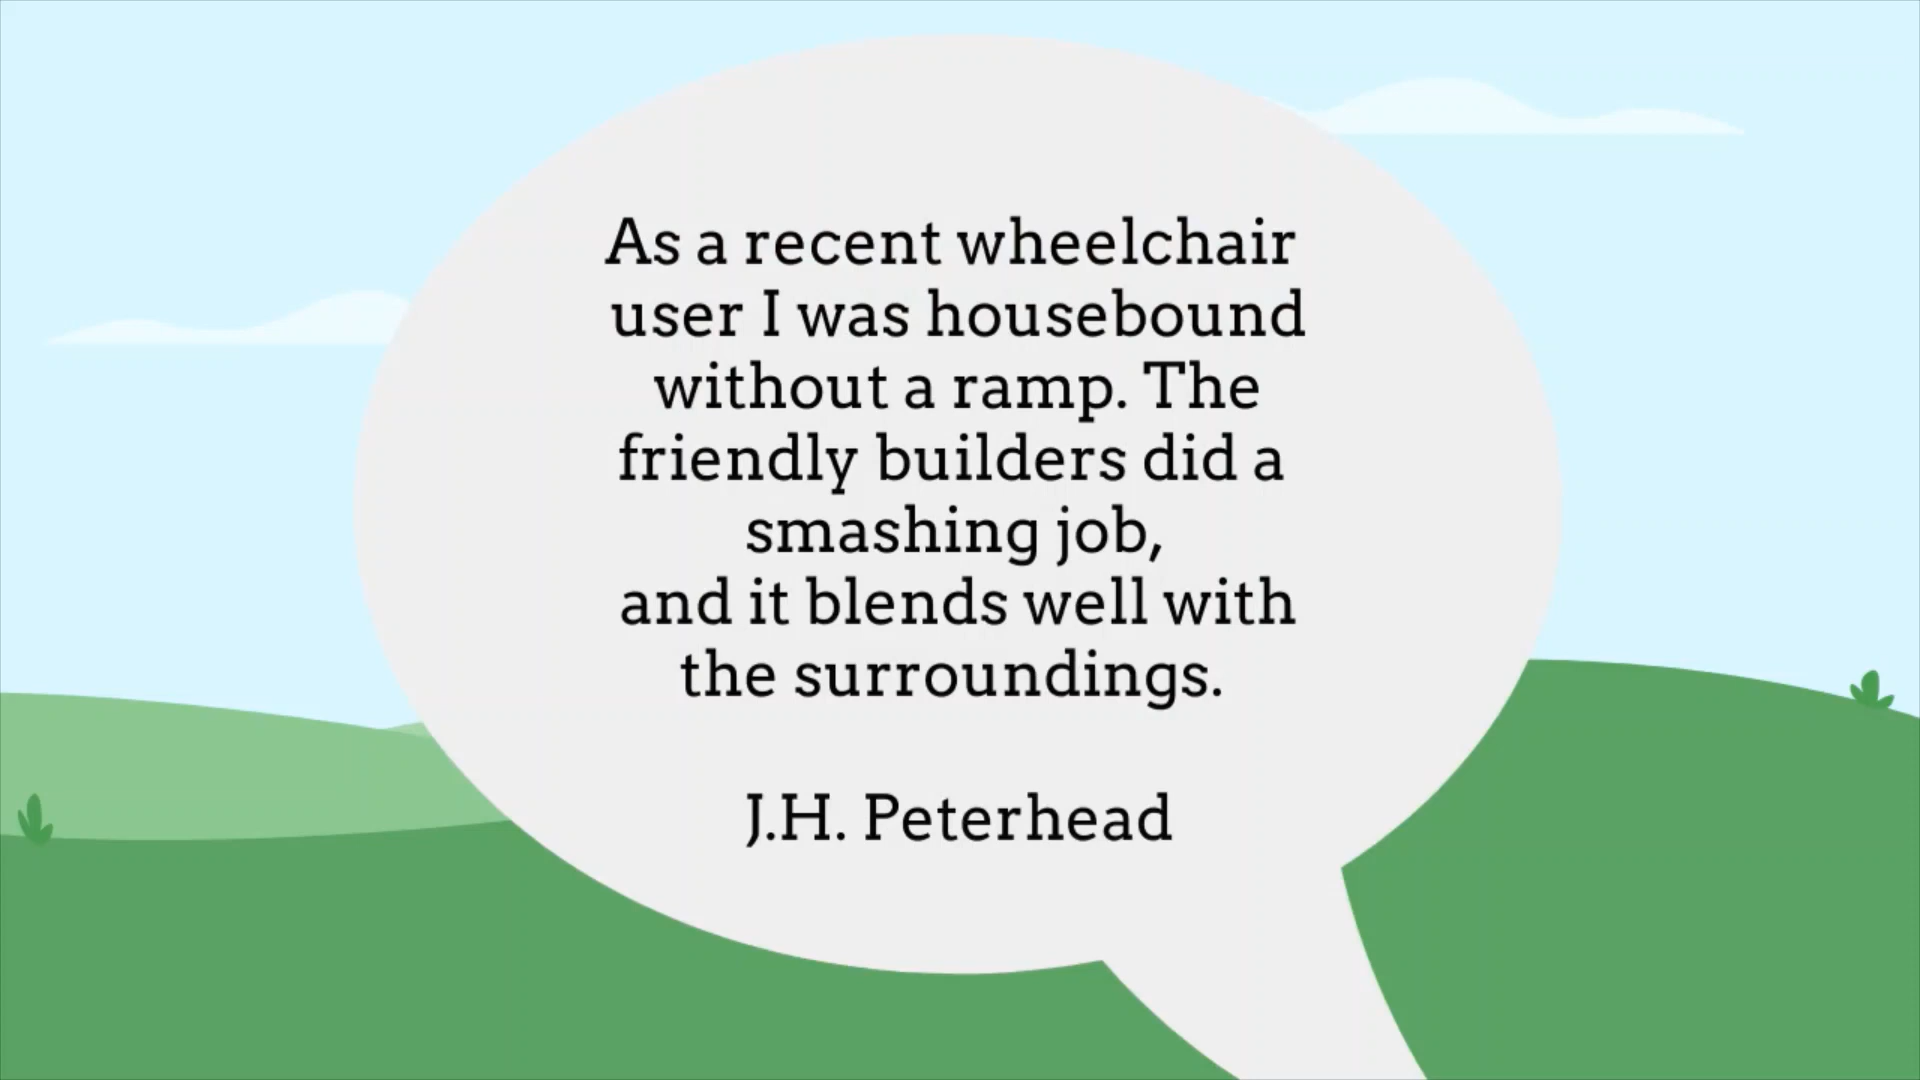 As a recent wheelchair
user I was housebound
without a ramp. The
friendly builders did a
smashing job,
and it blends well with
the surroundings.
J.H. Peterhead